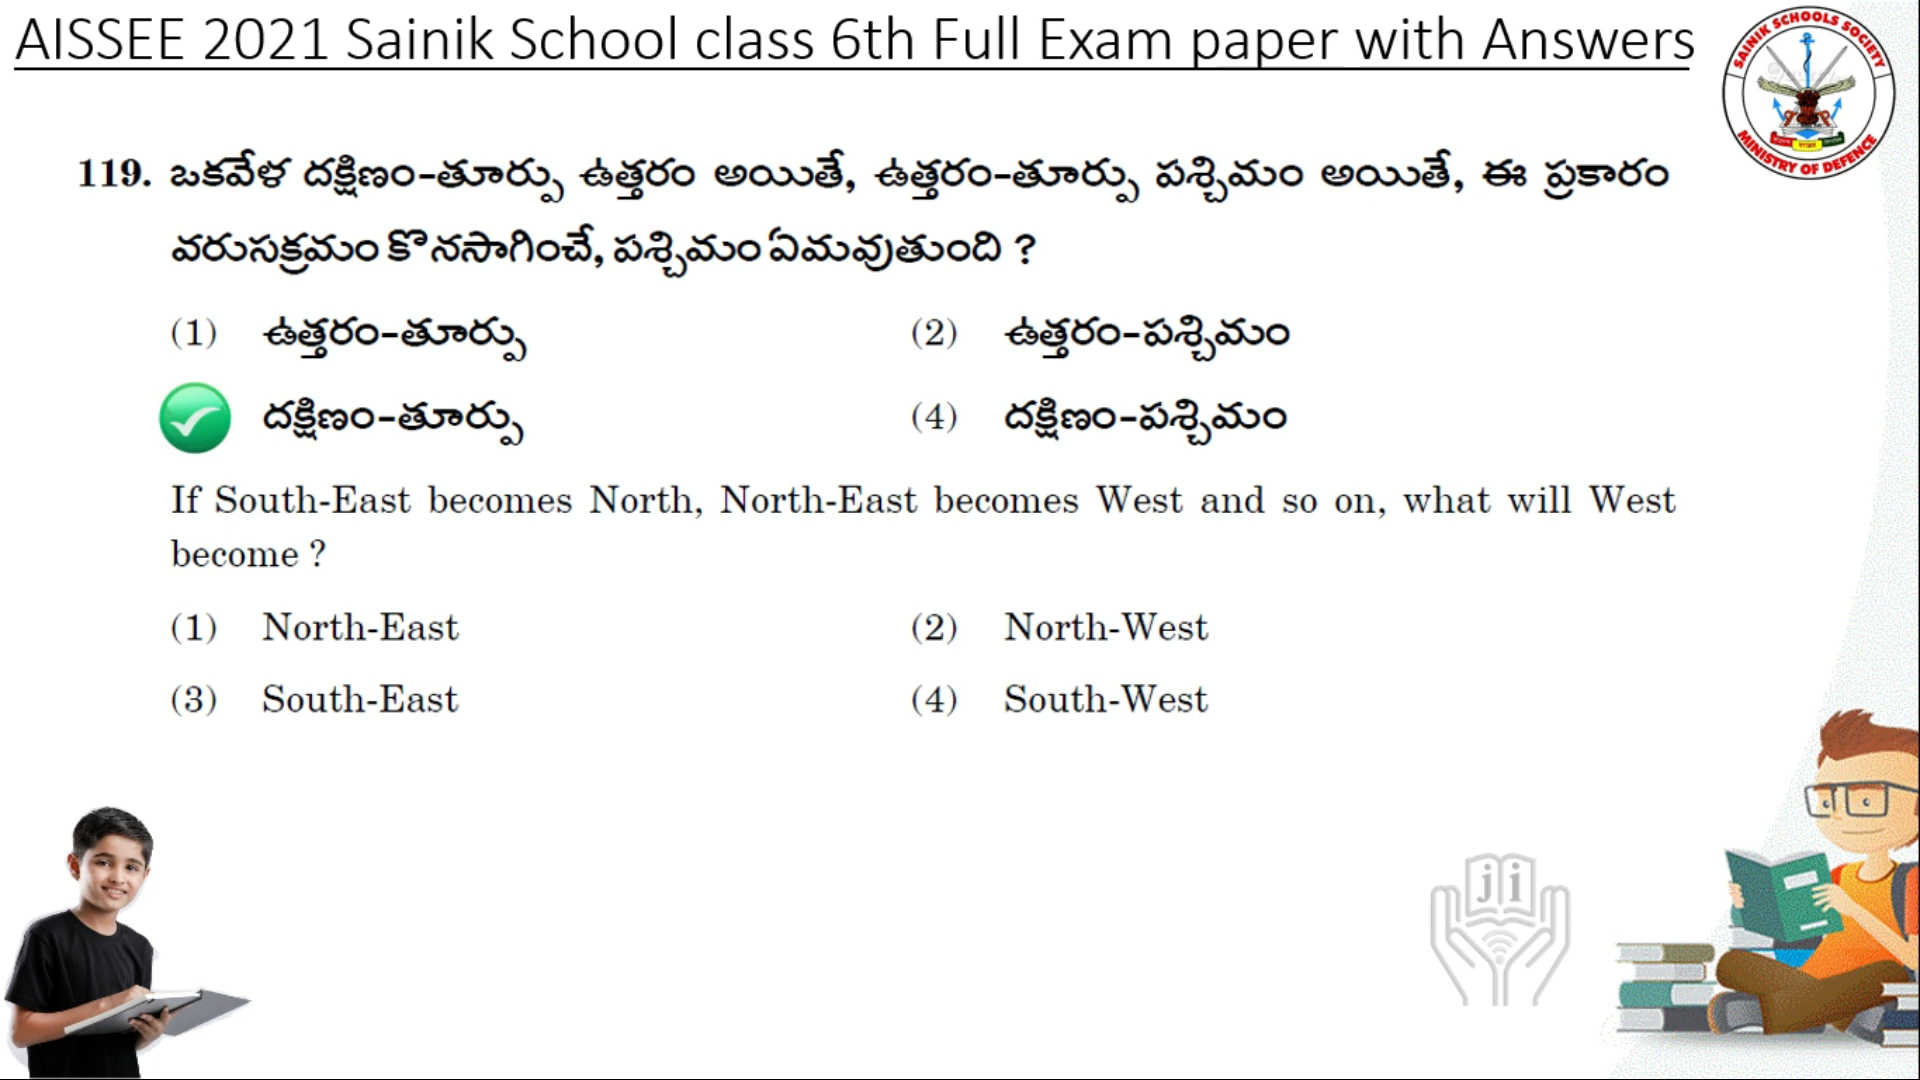 AISSEE 2021 Sainik School class 6th Full Exam paper with Answers
SAINIK SCHOOLS SOCIETY
MINISTRY OF DEFENCE
119. ఒకవేళ దక్షిణం-తూర్పు ఉత్తరం అయితే, ఉత్తరం-తూర్పు పశ్చిమం అయితే, ఈ ప్రకారం
వరుసక్రమం కొనసాగించే, పశ్చిమం ఏమవుతుంది ?
(1) ఉత్తరం-తూర్పు (2) ఉత్తరం-పశ్చిమం
దక్షిణం-తూర్పు (4) దక్షిణం-పశ్చిమం
If South-East becomes North, North-East becomes West and so on, what will West
become ?
(1) North-East (2) North-West
(3) South-East (4) South-West
ji